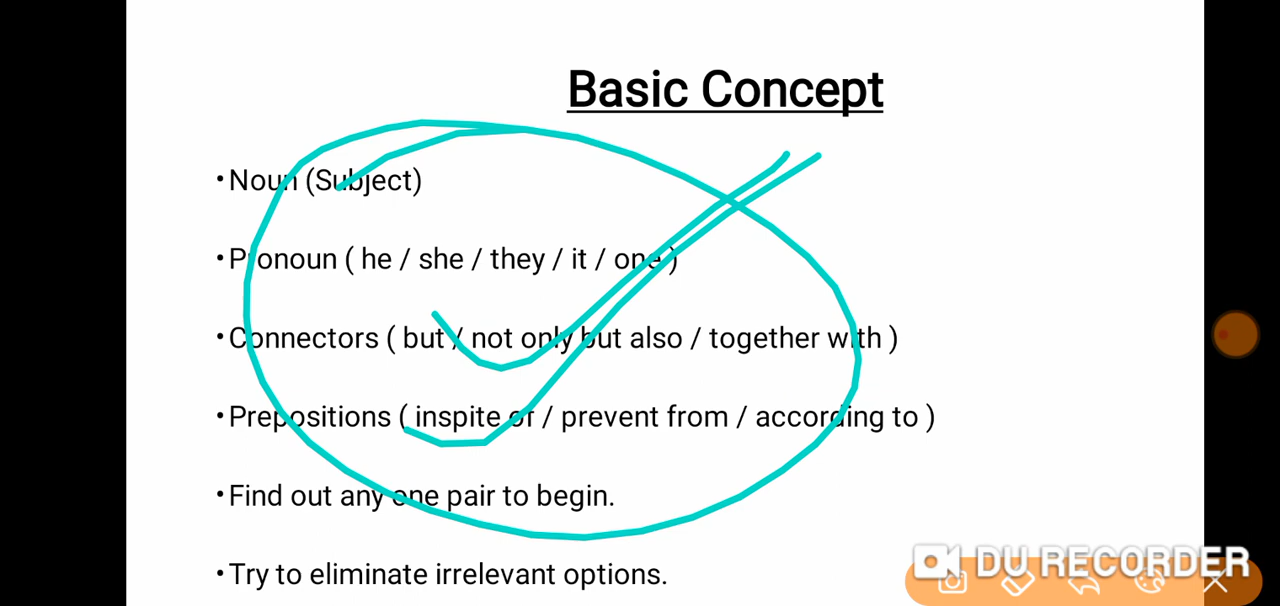 Basic Concept
•Noun (Subject)
•Pronoun ( he / she / they / it / one )
•Connectors ( but / not only but also / together with )
•Prepositions ( inspite of / prevent from / according to )
•Find out any one pair to begin.
•Try to eliminate irrelevant options.
DU RECORDER